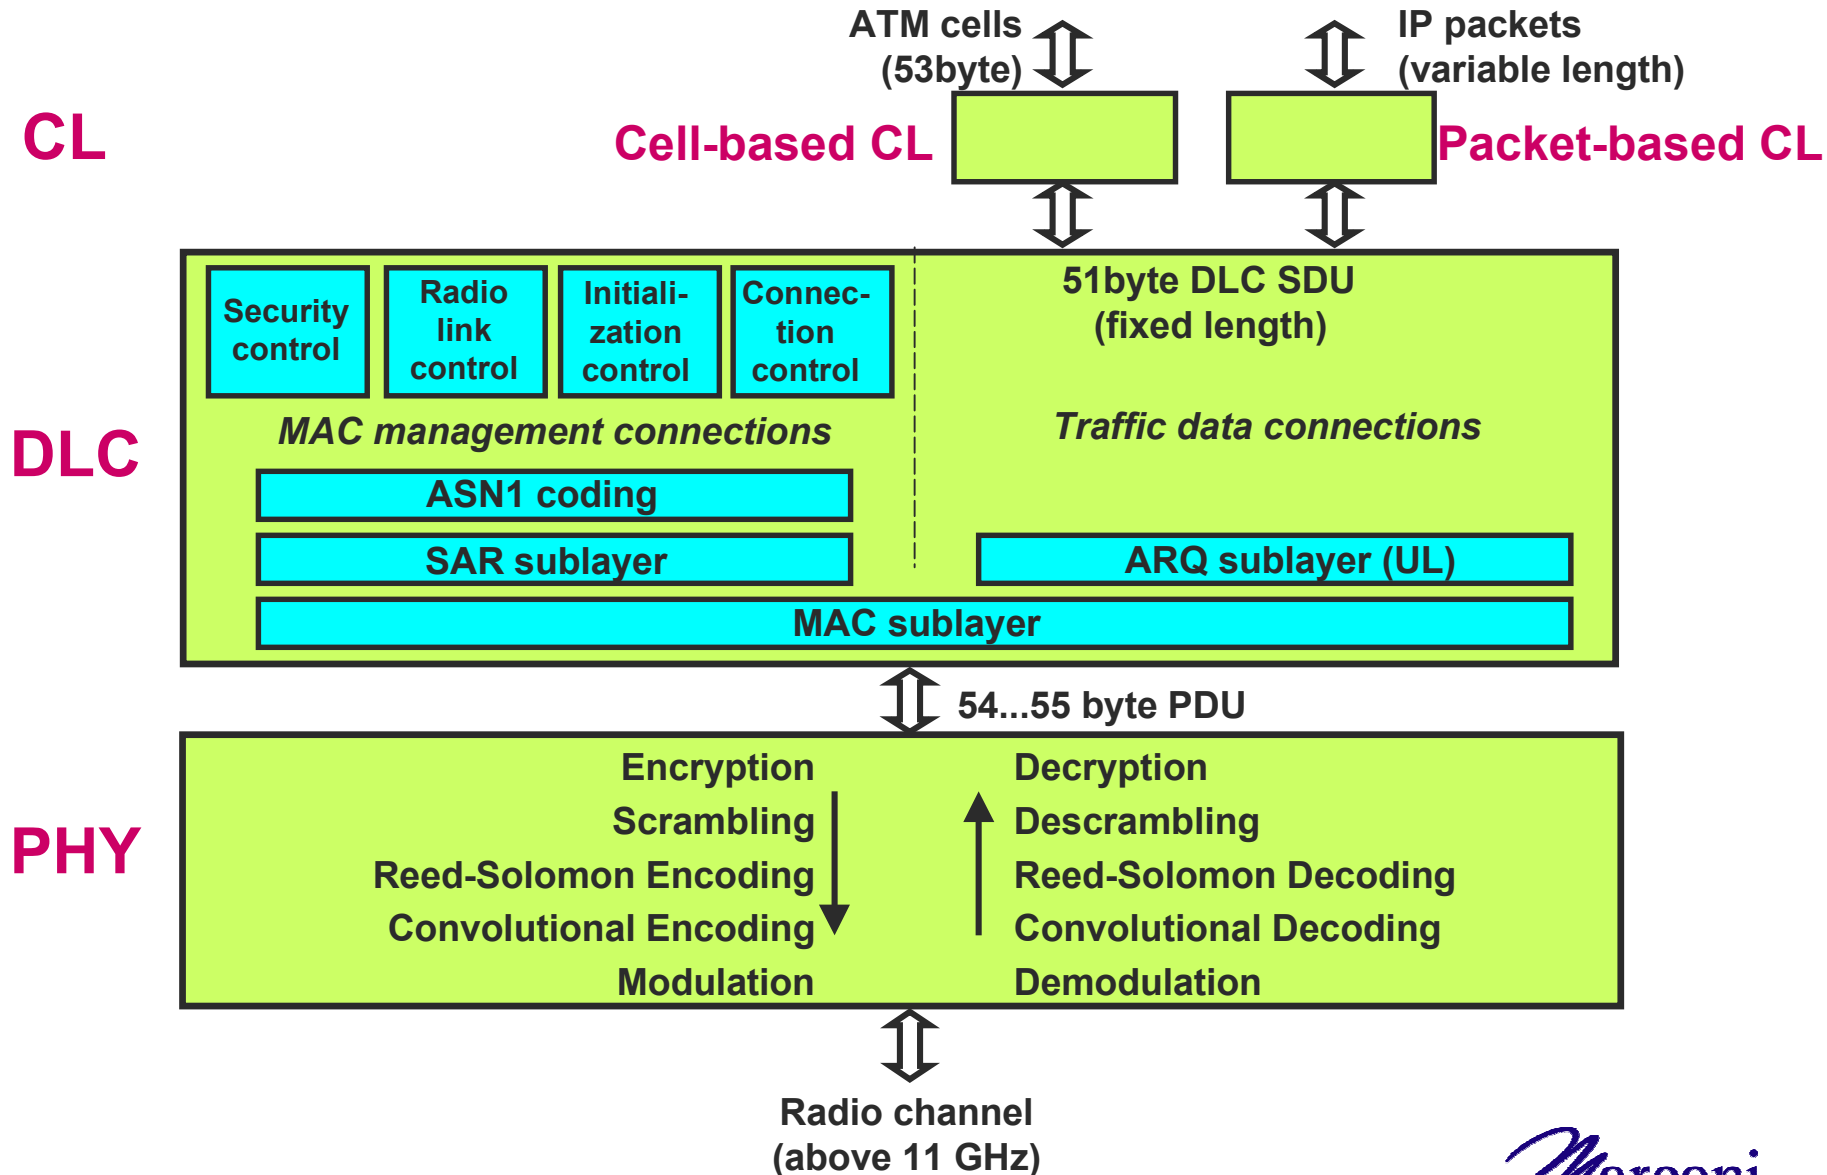 ATM cells
(53byte)
IP packets
(variable length)
CL
Cell-based CL
Packet-based CL
Security
control
Radio
link
control
Initiali-
zation
control
Connec-
tion
control
51byte DLC SDU
(fixed length)
MAC management connections
Traffic data connections
DLC
ASN1 coding
SAR sublayer
ARQ sublayer (UL)
MAC sublayer
54...55 byte PDU
PHY
Encryption
Scrambling
Reed-Solomon Encoding
Convolutional Encoding
Modulation
Decryption
Descrambling
Reed-Solomon Decoding
Convolutional Decoding
Demodulation
Radio channel
(above 11 GHz)
Marconi